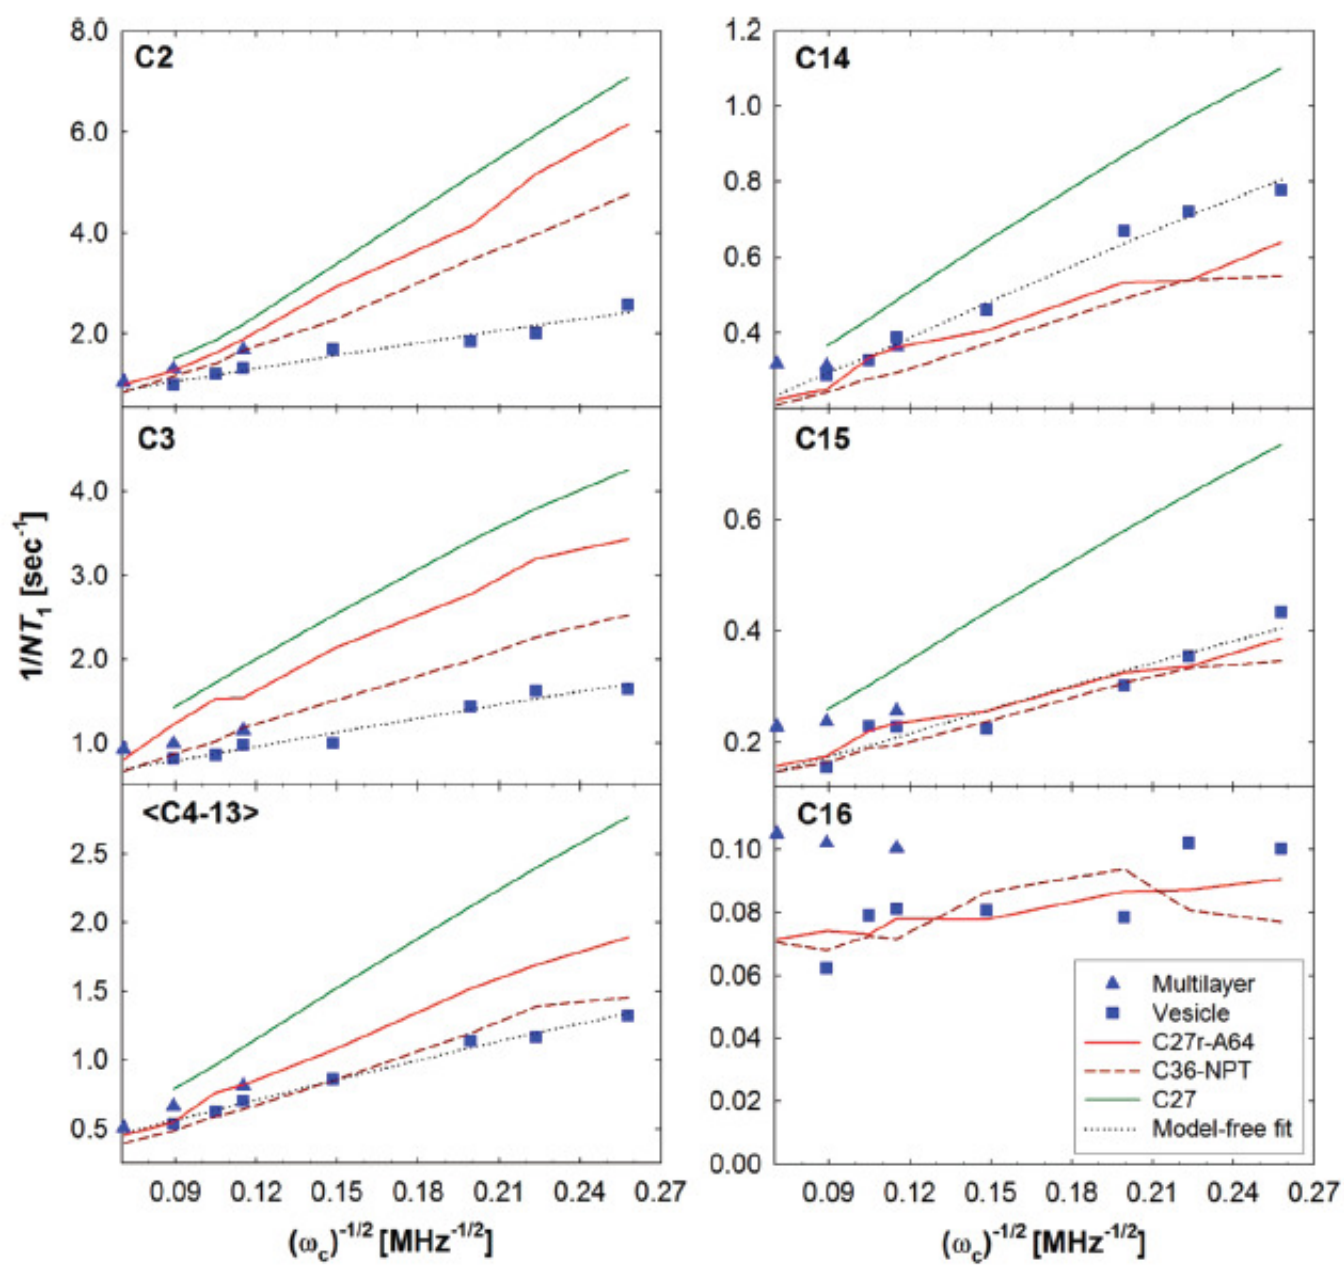 C2
8.0
6.0
4.0
2.0
C3
4.0
3.0
2.0
1.0
<C4-13>
2.5
2.0
1.5
1.0
0.5
0.09 0.12 0.15 0.18 0.21 0.24 0.27
(ωc)-1/2 [MHz-1/2]
1/NT1 [sec-1]
C14
1.2
1.0
0.8
0.6
0.4
C15
0.6
0.4
0.2
C16
0.10
0.08
0.06
0.04
0.02
0.00
Multilayer
Vesicle
C27r-A64
C36-NPT
C27
Model-free fit
0.09 0.12 0.15 0.18 0.21 0.24 0.27
(ωc)-1/2 [MHz-1/2]